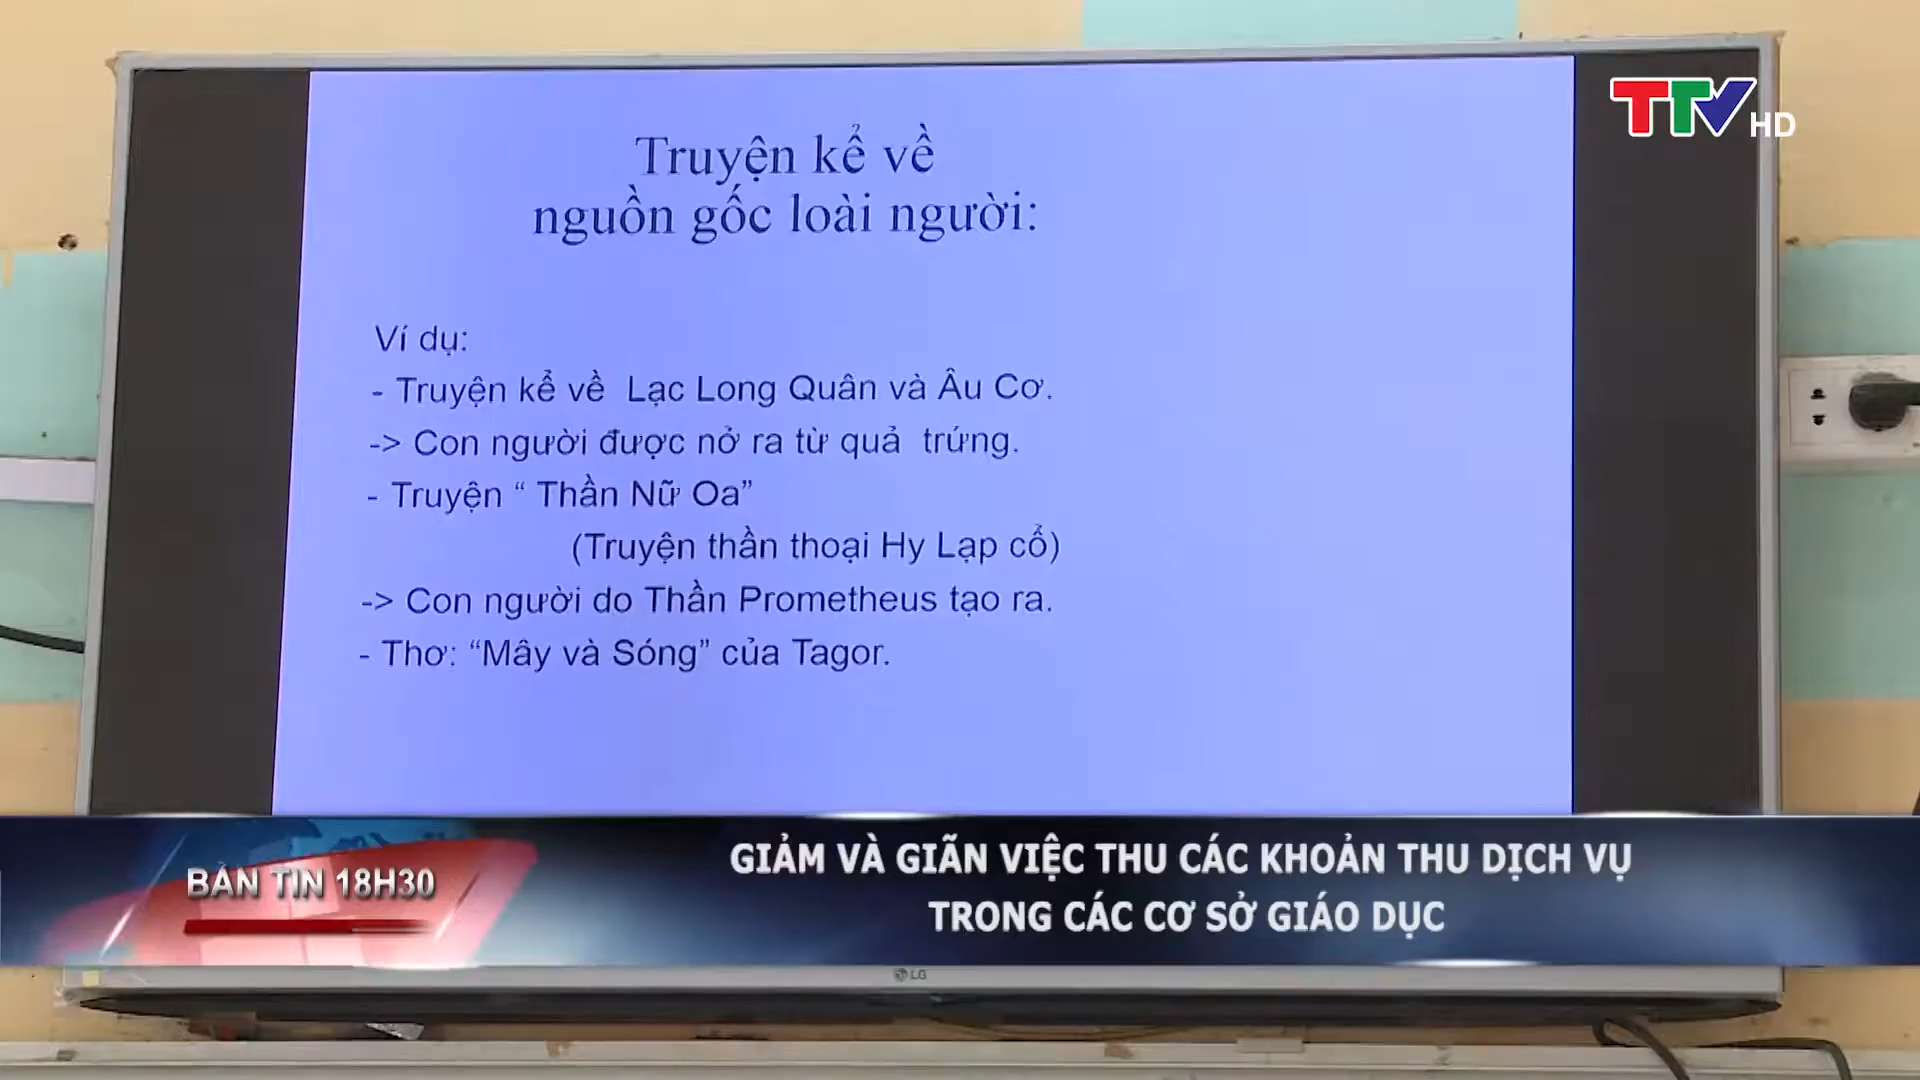 TTV HD
Truyện kể về
nguồn gốc loài người:
Ví dụ:
- Truyện kể về Lạc Long Quân và Âu Cơ.
-> Con người được nở ra từ quả trứng.
- Truyện “ Thần Nữ Oa”
(Truyện thần thoại Hy Lạp cổ)
-> Con người do Thần Prometheus tạo ra.
- Thơ: “Mây và Sóng” của Tagor.
BẢN TIN 18H30
GIẢM VÀ GIÃN VIỆC THU CÁC KHOẢN THU DỊCH VỤ
TRONG CÁC CƠ SỞ GIÁO DỤC
LG